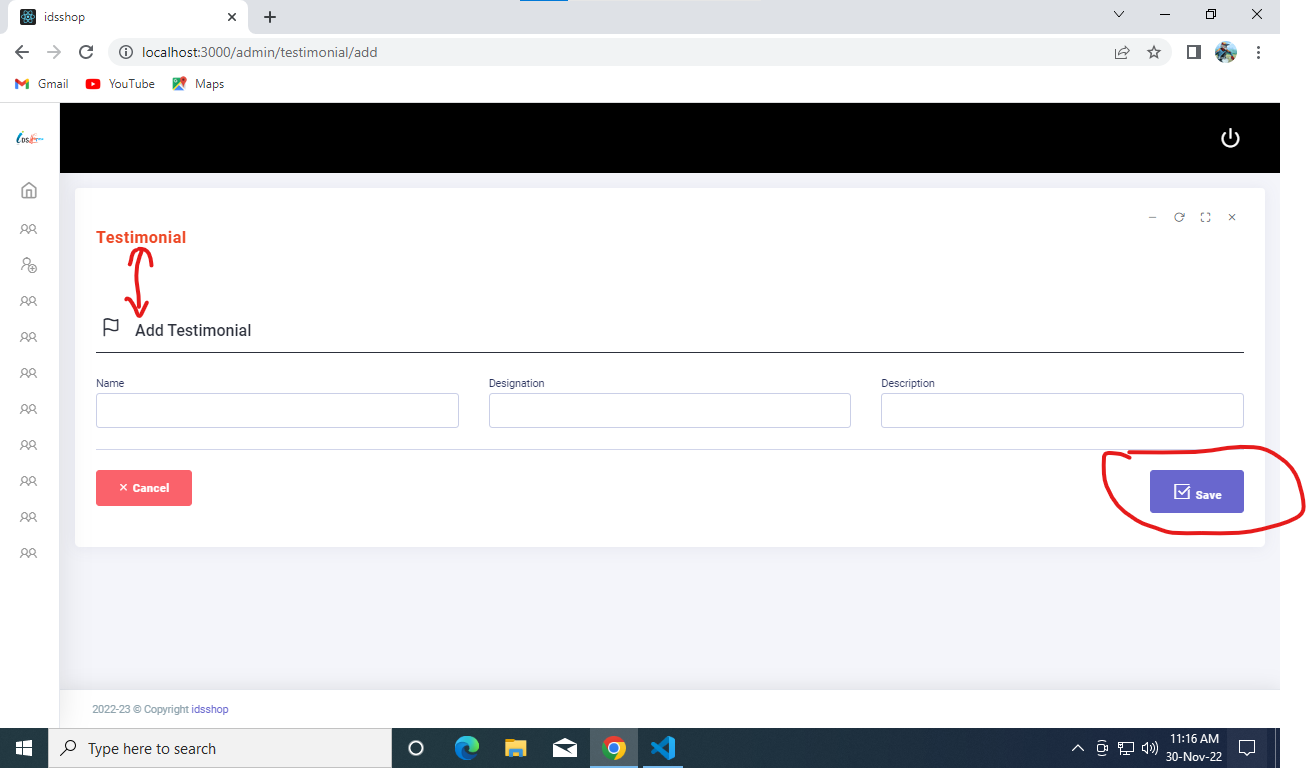 idsshop
localhost:3000/admin/testimonial/add
Gmail YouTube Maps
Testimonial
Add Testimonial
Name Designation Description
Cancel Save
2022-23 © Copyright idsshop
Type here to search
11:16 AM
30-Nov-22